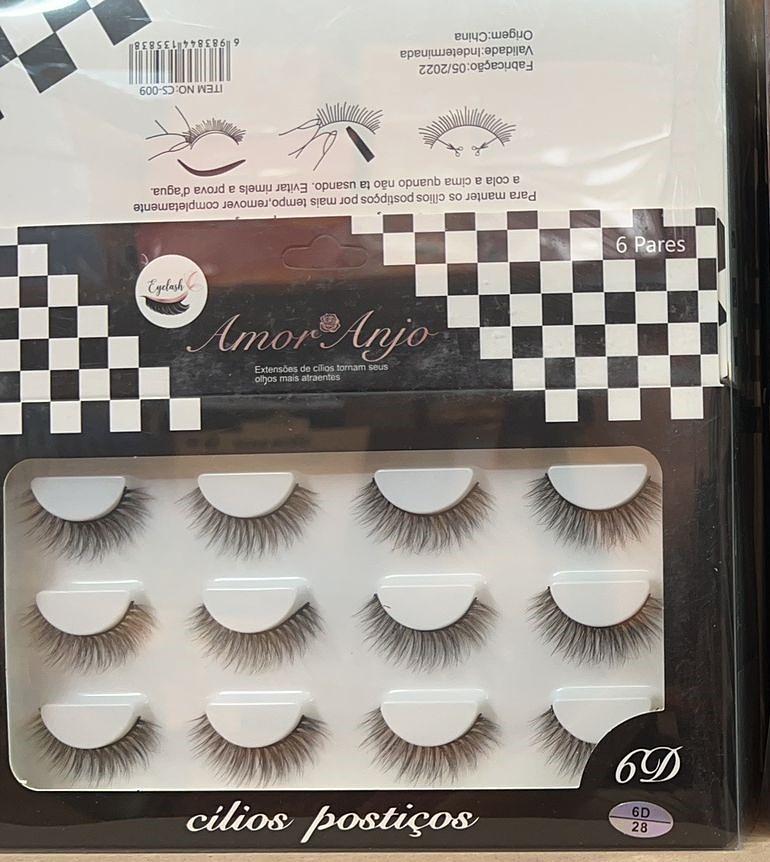 Para manter os cílios postiços por mais tempo, remover completamente
a cola a cima quando não ta usando. Evitar rimels a prova d'agua.
ITEM NO:CS-009
6 983844 135838
Fabricação:05/2022
Validade:Indeterminada
Origem:China
6 Pares
Eyelash
Amor Anjo
Extensões de cílios tornam seus
olhos mais atraentes
6D
cílios postiços
6D
28